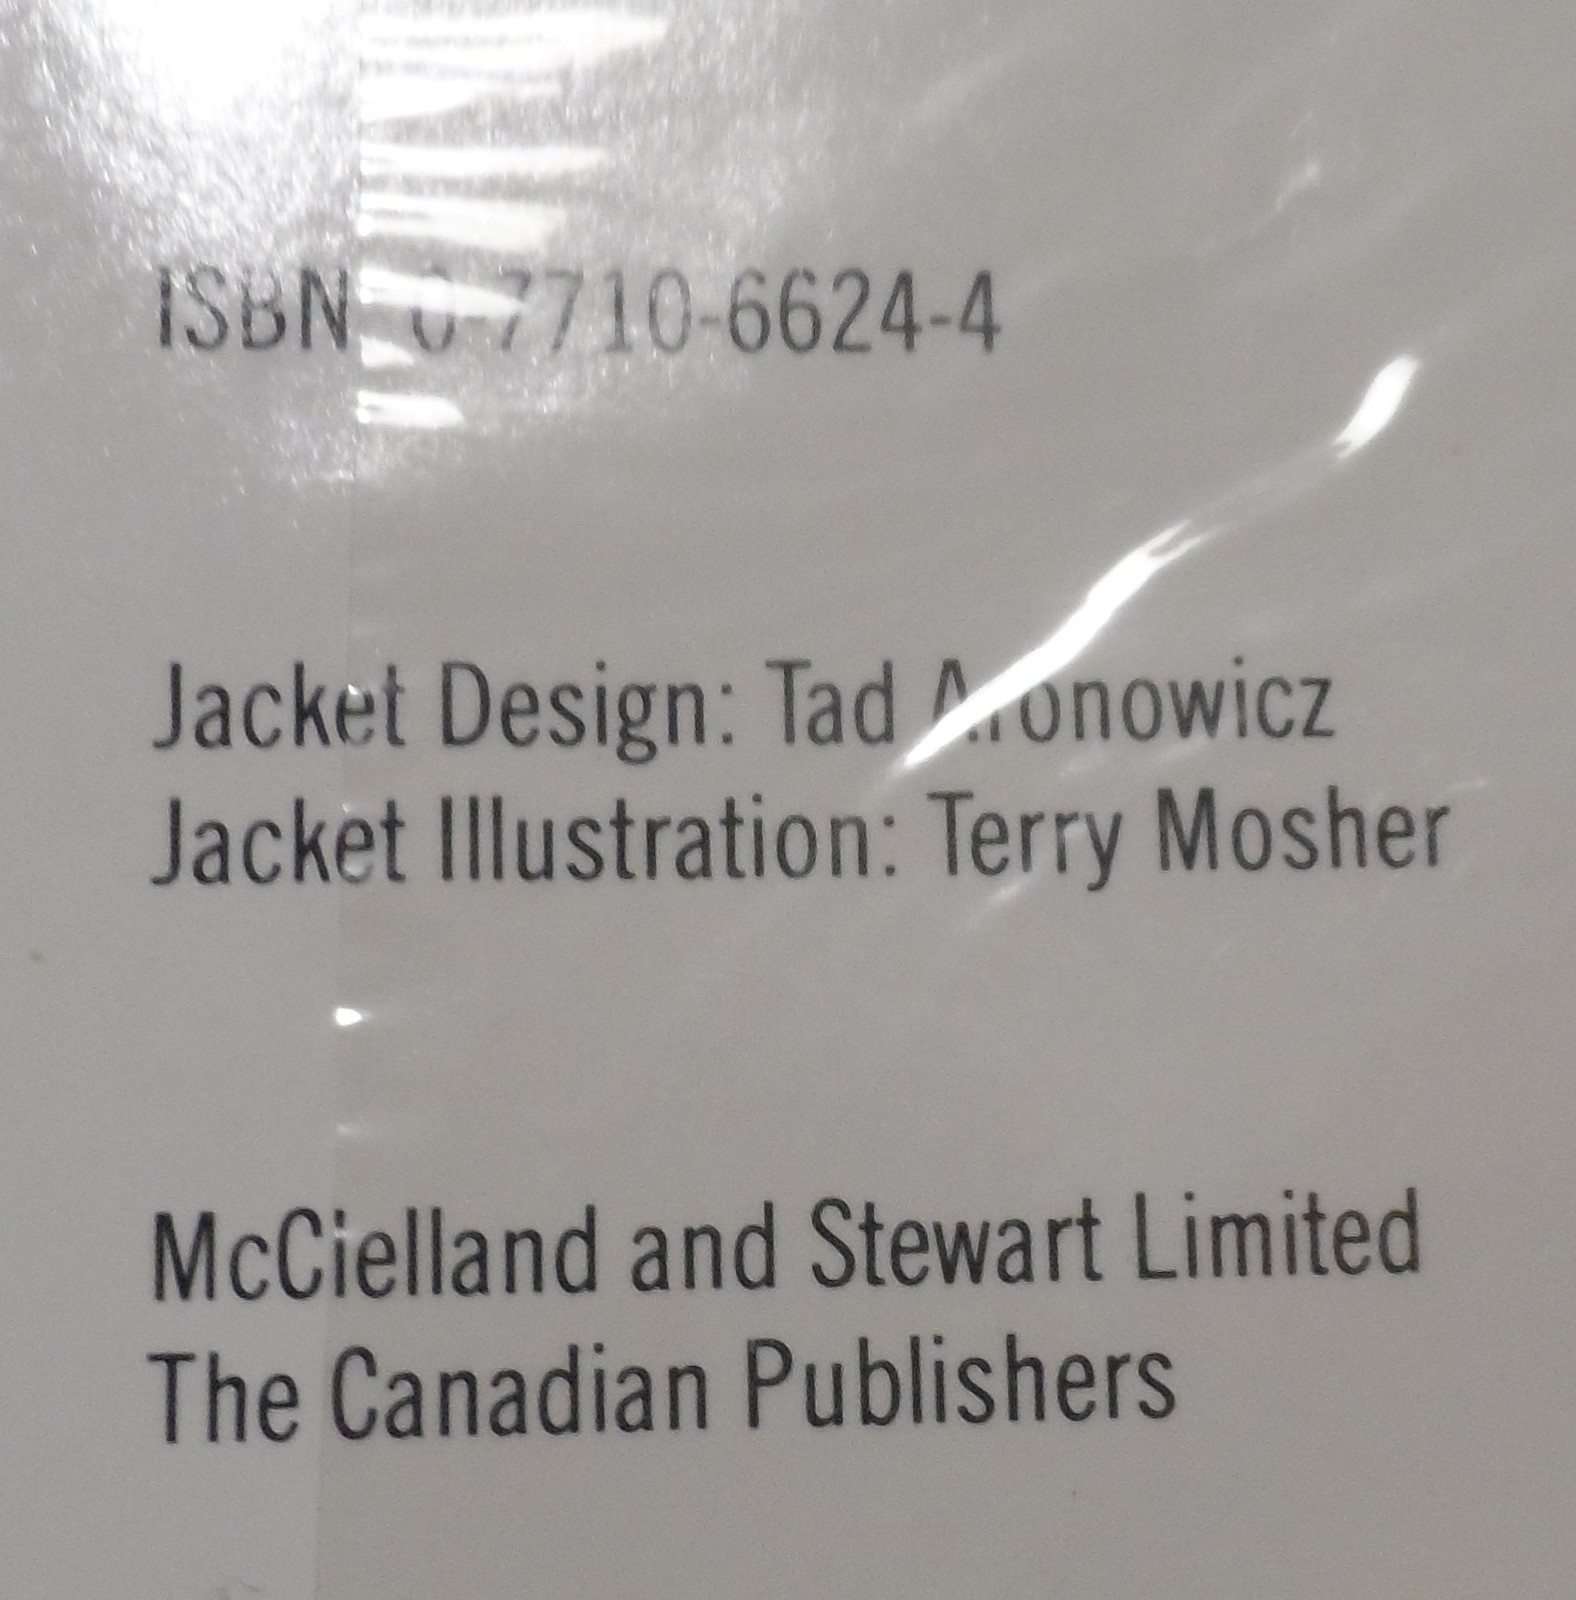 ISBN 0-7710-6624-4
Jacket Design: Tad Aronowicz
Jacket Illustration: Terry Mosher
McClelland and Stewart Limited
The Canadian Publishers